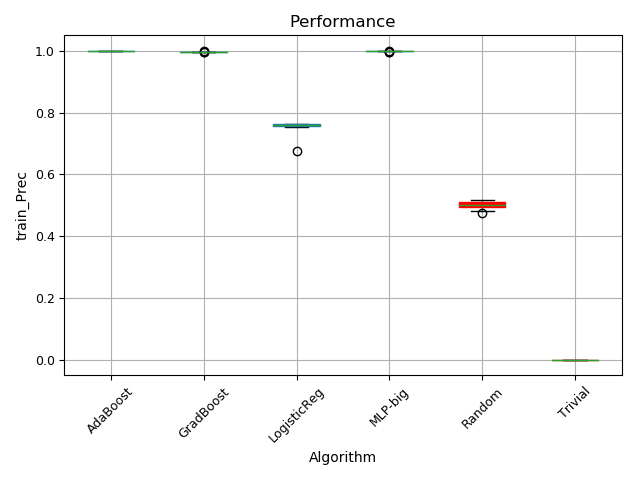 Performance
1.0
0.8
0.6
0.4
0.2
0.0
train_Prec
AdaBoost
GradBoost
LogisticReg
MLP-big
Random
Trivial
Algorithm